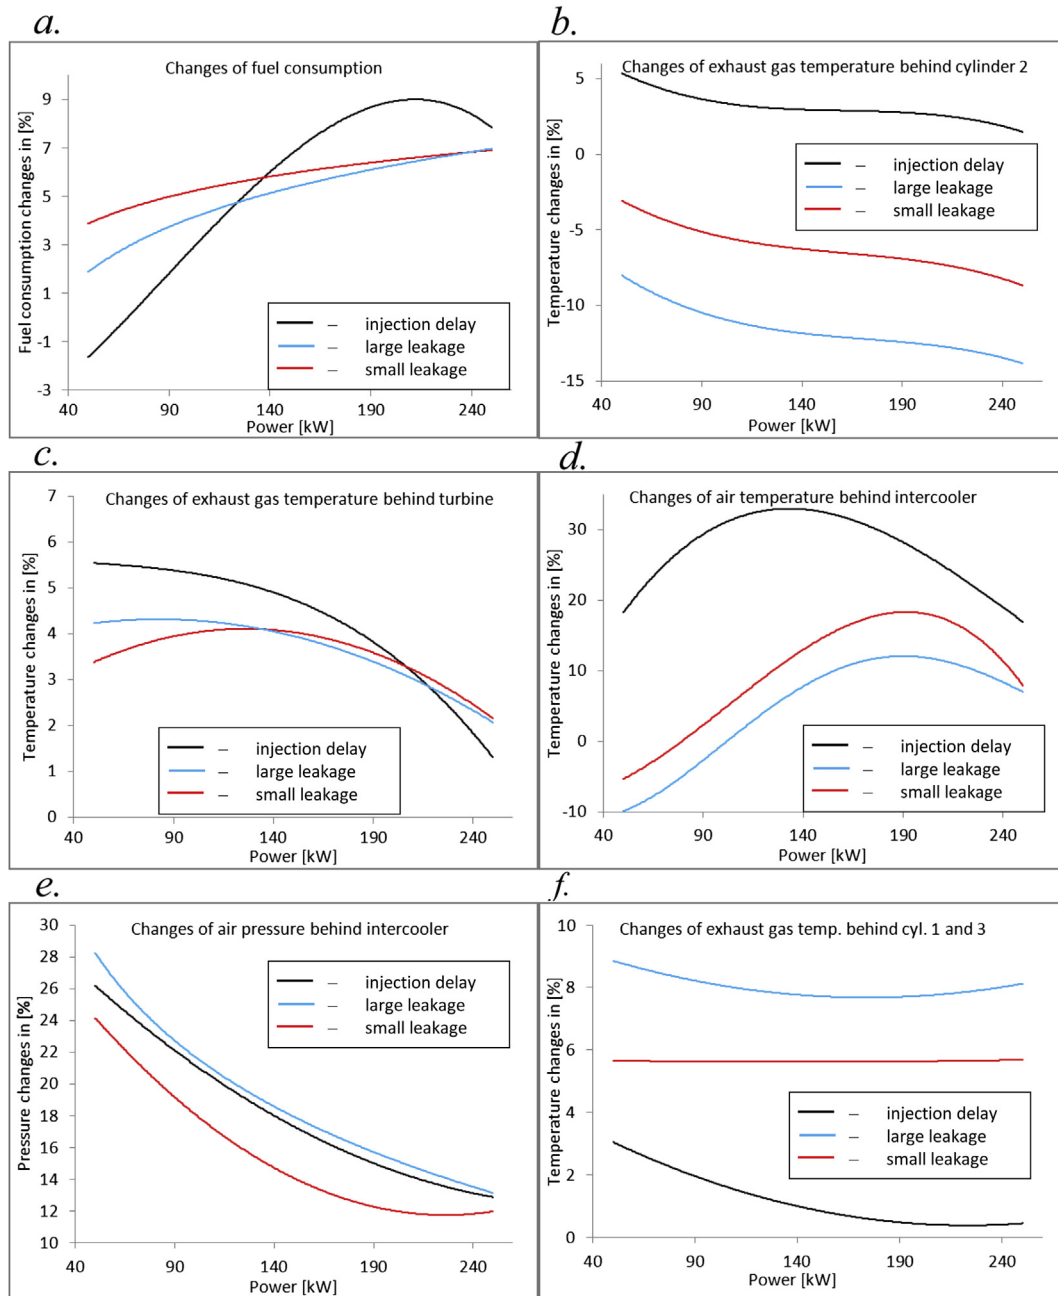 a.
Changes of fuel consumption
Fuel consumption changes in [%]
9
7
5
3
1
-1
-3
injection delay
large leakage
small leakage
40 90 140 190 240
Power [kW]
b.
Changes of exhaust gas temperature behind cylinder 2
Temperature changes in [%]
5
0
-5
-10
-15
injection delay
large leakage
small leakage
40 90 140 190 240
Power [kW]
c.
Changes of exhaust gas temperature behind turbine
Temperature changes in [%]
7
6
5
4
3
2
1
0
injection delay
large leakage
small leakage
40 90 140 190 240
Power [kW]
d.
Changes of air temperature behind intercooler
Temperature changes in [%]
30
20
10
0
-10
injection delay
large leakage
small leakage
40 90 140 190 240
Power [kW]
e.
Changes of air pressure behind intercooler
Pressure changes in [%]
30
28
26
24
22
20
18
16
14
12
10
injection delay
large leakage
small leakage
40 90 140 190 240
Power [kW]
f.
Changes of exhaust gas temp. behind cyl. 1 and 3
Temperature changes in [%]
10
8
6
4
2
0
injection delay
large leakage
small leakage
40 90 140 190 240
Power [kW]